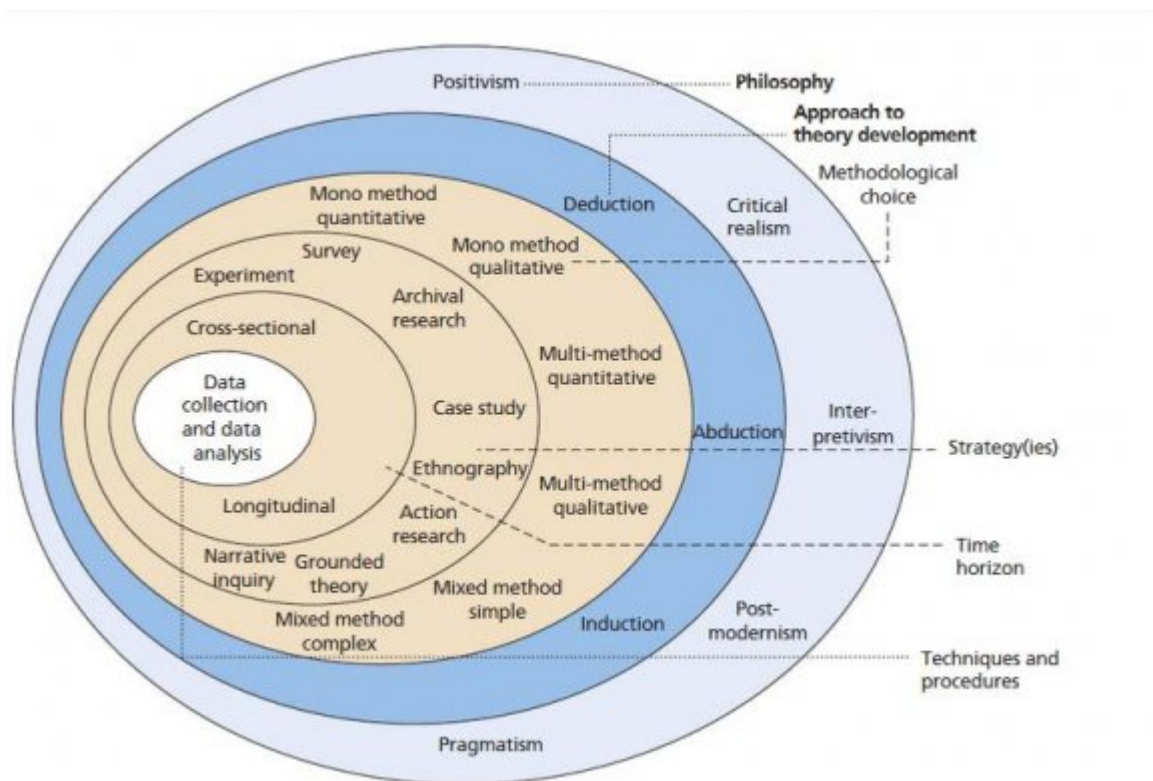 Positivism
Philosophy
Approach to
theory development
Methodological
choice
Mono method
quantitative
Deduction
Critical
realism
Mono method
qualitative
Survey
Experiment
Archival
research
Cross-sectional
Multi-method
quantitative
Data
collection
and data
analysis
Case study
Abduction
Inter-
pretivism
Strategy(ies)
Ethnography
Multi-method
qualitative
Longitudinal
Action
research
Time
horizon
Narrative
inquiry
Grounded
theory
Mixed method
simple
Mixed method
complex
Induction
Post-
modernism
Techniques and
procedures
Pragmatism